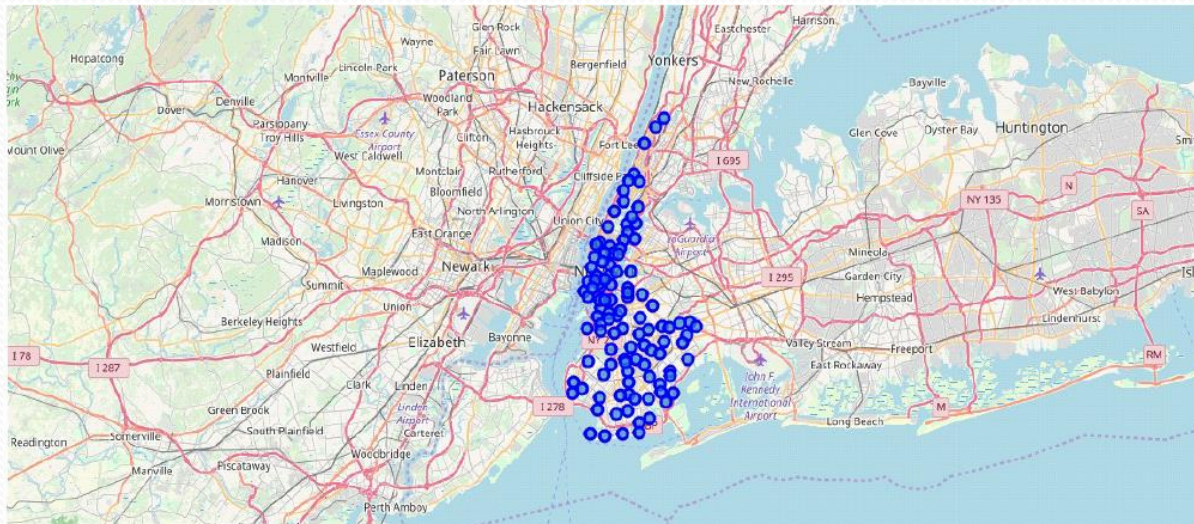 Hopatcong
Glen Rock
Wayne
Fair Lawn
Eastchester
Harrison
Lincoln Park
Bergenfield
Yonkers
Montville
Paterson
New Rochelle
Bayville
Denville
Woodland
Park
Hackensack
Dover
Parsippany
Troy Hills
Essex County
Airport
Clifton
Hasbrouck
Heights
Fort Lee
Glen Cove
Oyster Bay
Huntington
Mount Olive
West Caldwell
I 695
Hanover
Montclair
Rutherford
Cliffside
Morristown
Livingston
Bloomfield
N
NY 135
North Arlington
Union City
SA
Madison
East Orange
Airport
Mineola
Maplewood
Newark
I 295
Garden City
Summit
Union
Hempstead
West Babylon
Berkeley Heights
Lindenhurst
Elizabeth
Bayonne
NY
Valley Stream
Freeport
I 78
I 287
Westfield
East Rockaway
RM
Plainfield
Clark
Linden
John F
Kennedy
International
Airport
Green Brook
Linden
Airport
I 278
M
Long Beach
Readington
Somerville
South Plainfield
Carteret
Manville
Piscataway
Woodbridge
Perth Amboy